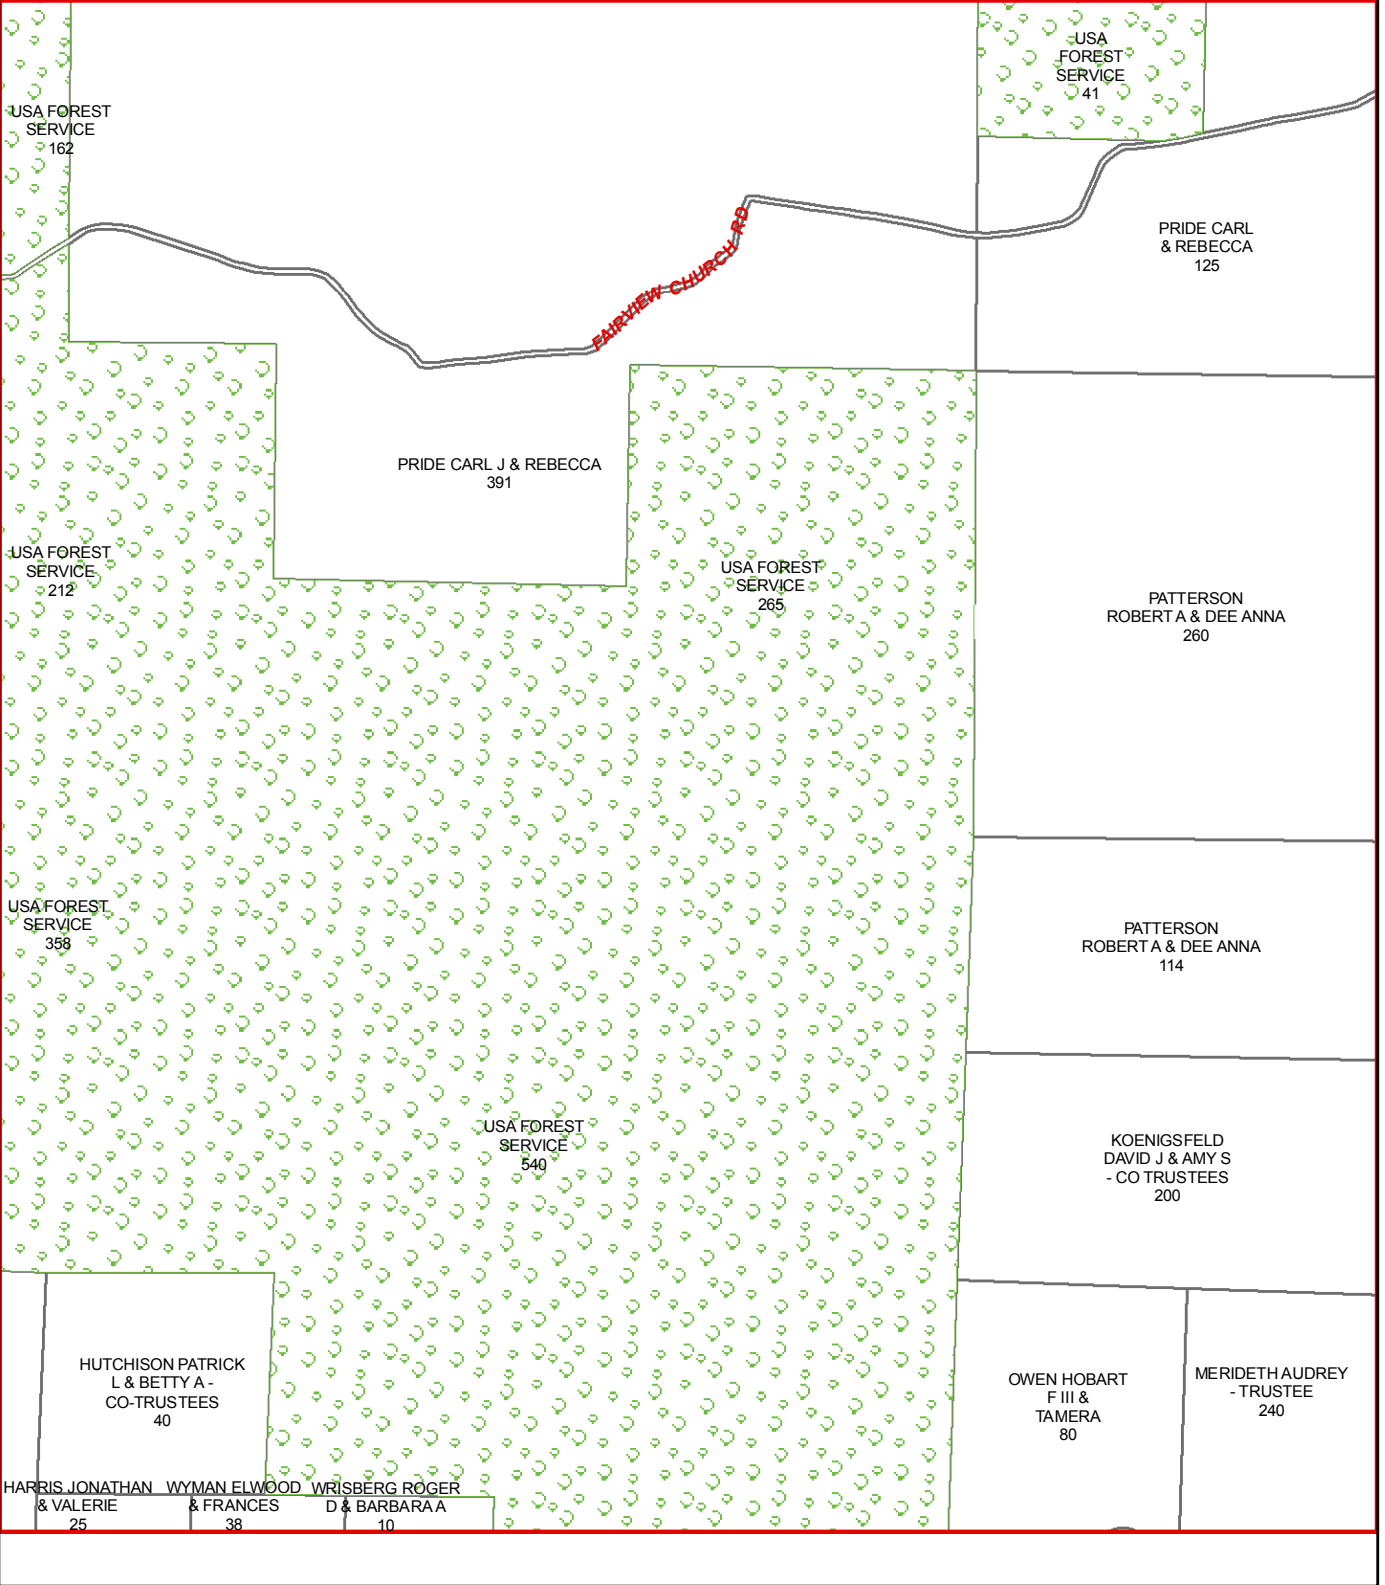 USA
FOREST
SERVICE
41
USA FOREST
SERVICE
162
PRIDE CARL
& REBECCA
125
FAIRVIEW CHURCH RD
PRIDE CARL J & REBECCA
391
USA FOREST
SERVICE
212
USA FOREST
SERVICE
265
PATTERSON
ROBERT A & DEE ANNA
260
USA FOREST
SERVICE
358
PATTERSON
ROBERT A & DEE ANNA
114
USA FOREST
SERVICE
540
KOENIGSFELD
DAVID J & AMY S
- CO TRUSTEES
200
HUTCHISON PATRICK
L & BETTY A -
CO-TRUSTEES
40
OWEN HOBART
F III &
TAMERA
80
MERIDETH AUDREY
- TRUSTEE
240
HARRIS JONATHAN
& VALERIE
25
WYMAN ELWOOD
& FRANCES
38
WRISBERG ROGER
D & BARBARA A
10